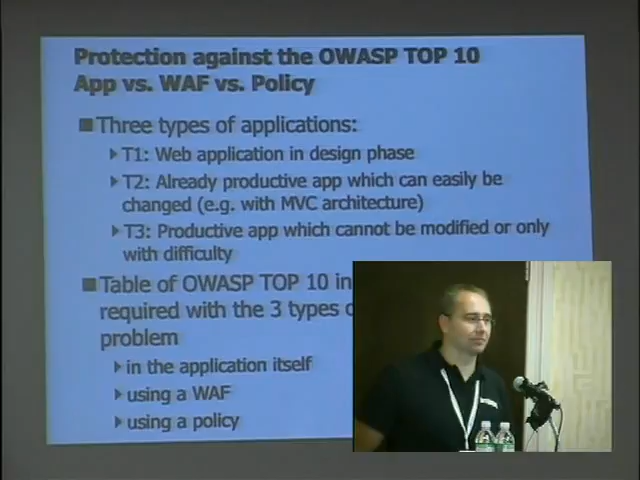 Protection against the OWASP TOP 10
App vs. WAF vs. Policy
Three types of applications:
T1: Web application in design phase
T2: Already productive app which can easily be
changed (e.g. with MVC architecture)
T3: Productive app which cannot be modified or only
with difficulty
Table of OWASP TOP 10 in
required with the 3 types
problem
in the application itself
using a WAF
using a policy